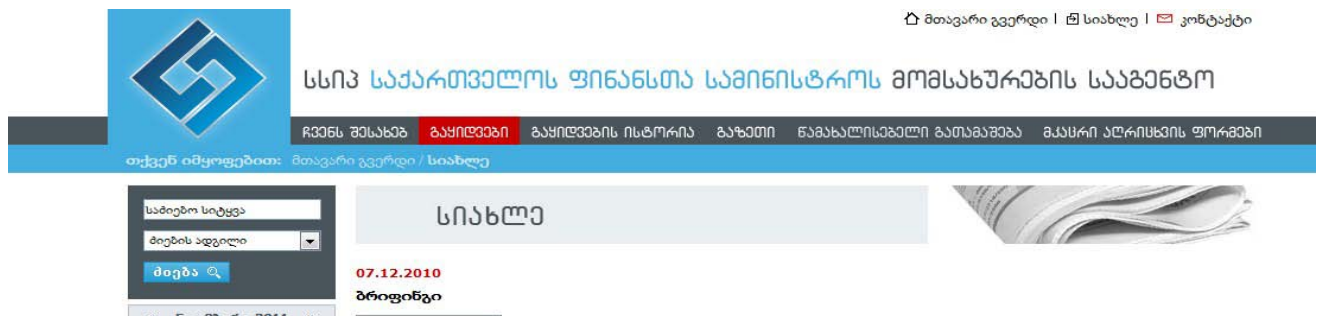 მთავარი გვერდი | სიახლე | კონტაქტი
სსიპ საქართველოს ფინანსთა სამინისტროს მომსახურების სააგენტო
ჩვენს შესახებ გაყიდვები გაყიდვების ისტორია გაზეთი წამახალისებელი გათამაშება მკაცრი აღრიცხვის ფორმები
თქვენ იმყოფებით: მთავარი გვერდი / სიახლე
საძიებო სიტყვა
სიახლე
ძიების ადგილი
ძიება
07.12.2010
ბრიფინგი